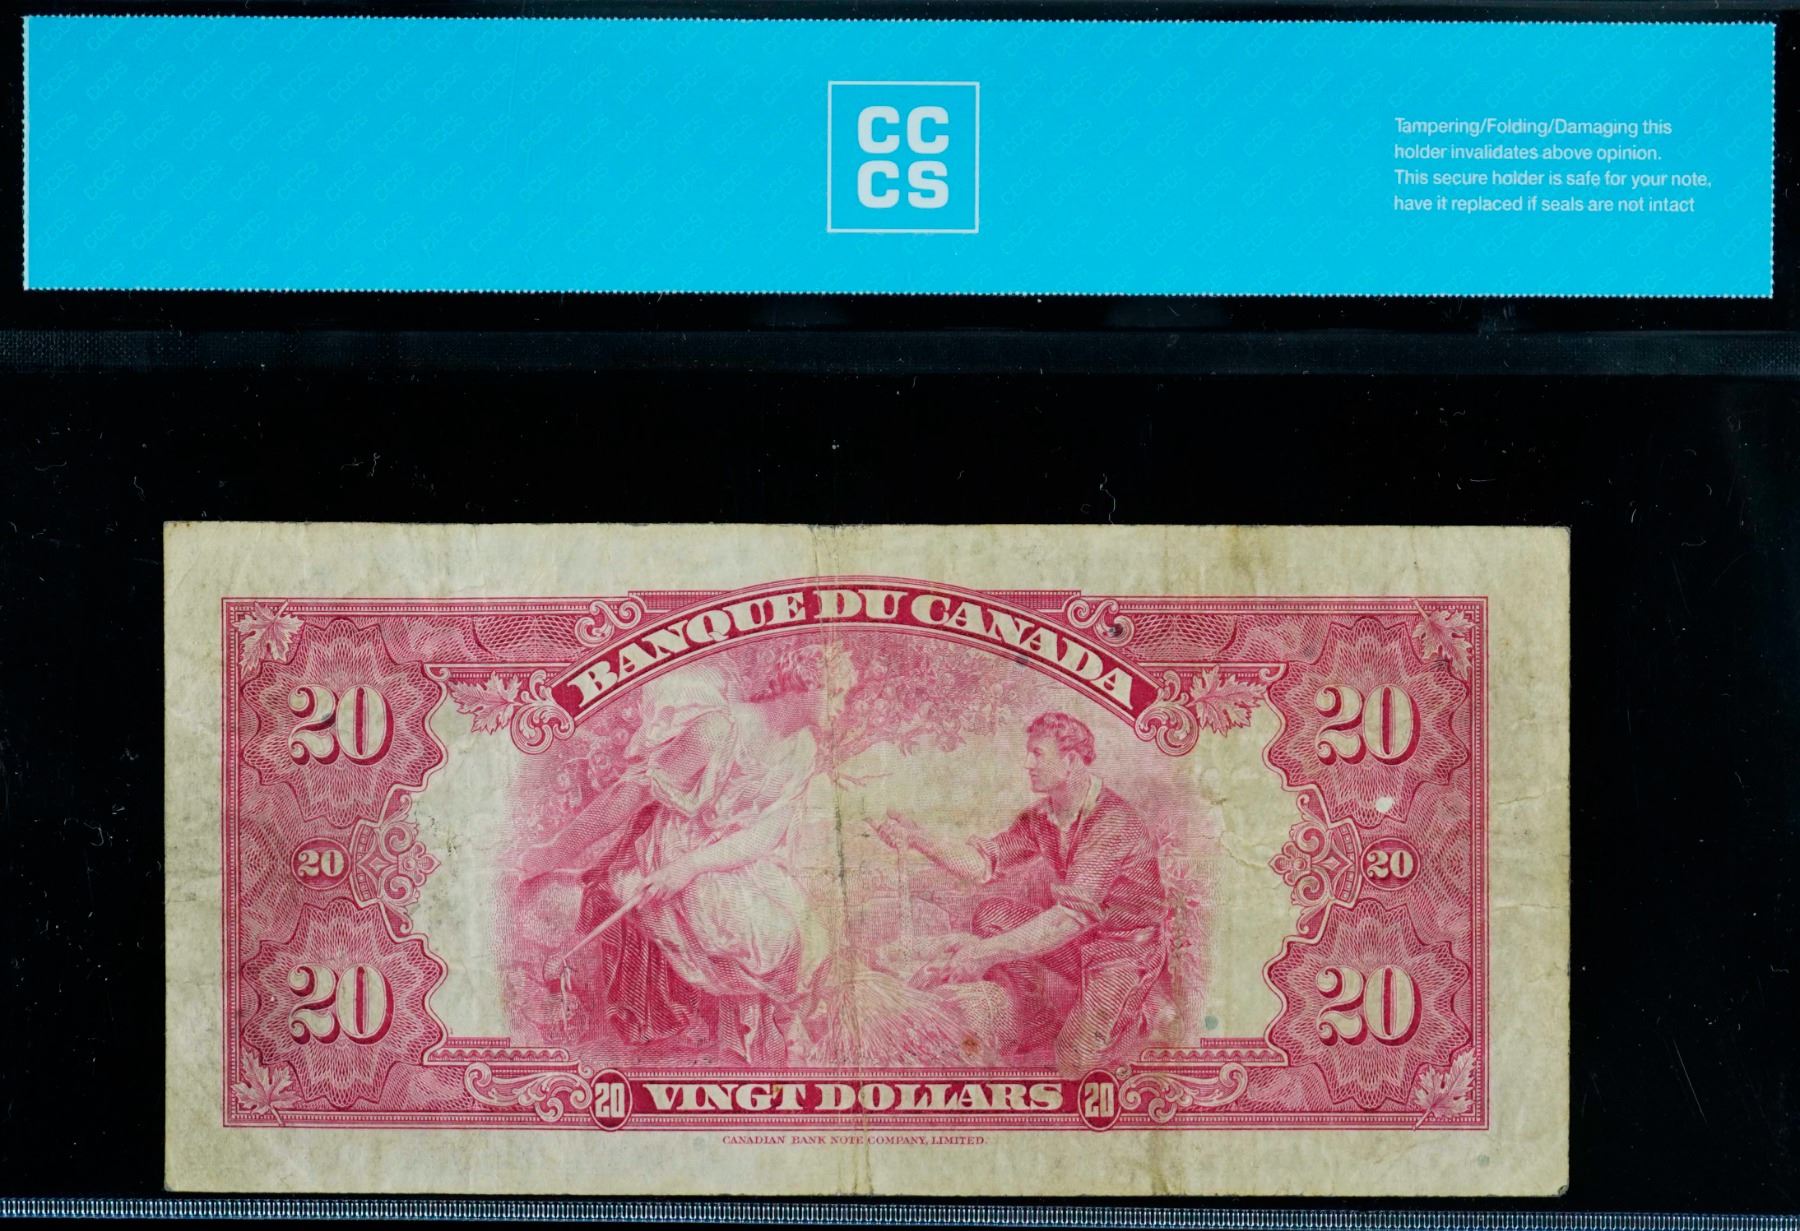 CC
CS
Tampering/Folding/Damaging this
holder invalidates above opinion.
This secure holder is safe for your note,
have it replaced if seals are not intact
BANQUE DU CANADA
20
20
20
20
20
20
20 VINGT DOLLARS 20
CANADIAN BANK NOTE COMPANY, LIMITED.